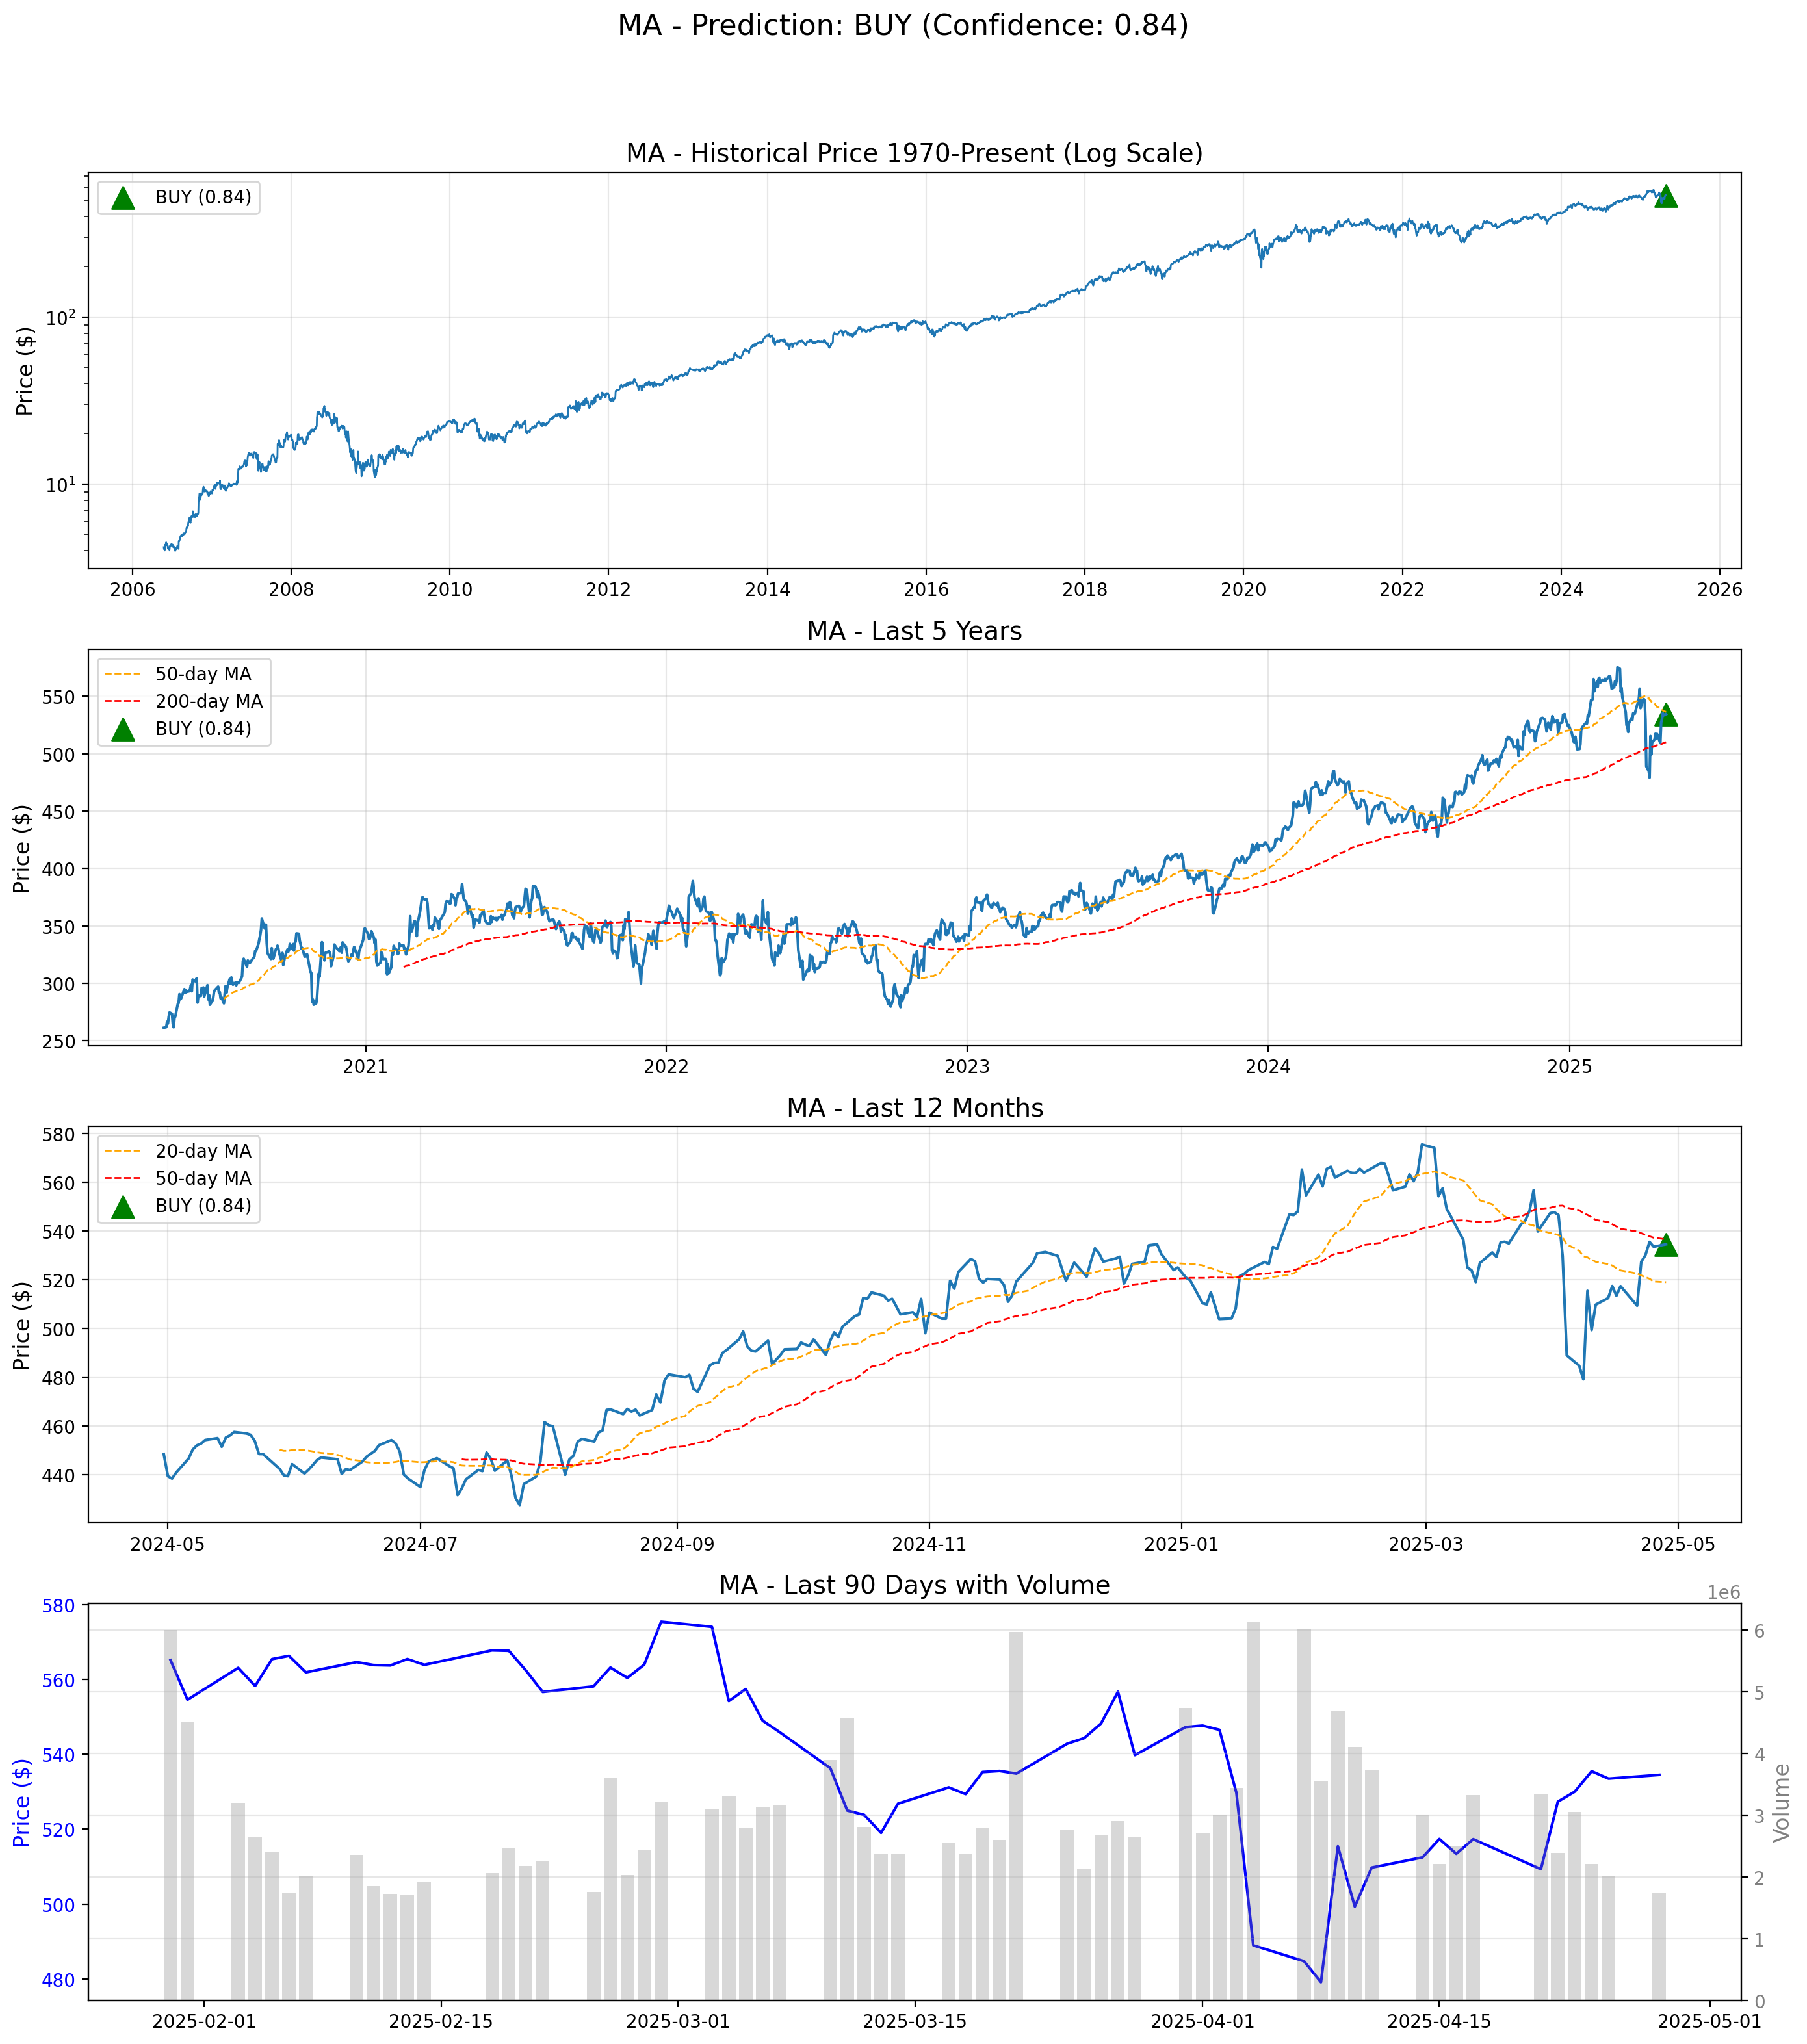 MA - Prediction: BUY (Confidence: 0.84)
MA - Historical Price 1970-Present (Log Scale)
BUY (0.84)
Price ($)
10²
10¹
2006 2008 2010 2012 2014 2016 2018 2020 2022 2024 2026
MA - Last 5 Years
50-day MA
200-day MA
BUY (0.84)
Price ($)
550
500
450
400
350
300
250
2021 2022 2023 2024 2025
MA - Last 12 Months
20-day MA
50-day MA
BUY (0.84)
Price ($)
580
560
540
520
500
480
460
440
2024-05 2024-07 2024-09 2024-11 2025-01 2025-03 2025-05
MA - Last 90 Days with Volume
1e6
Price ($)
580
560
540
520
500
480
6
5
4
3
2
1
0
Volume
2025-02-01 2025-02-15 2025-03-01 2025-03-15 2025-04-01 2025-04-15 2025-05-01